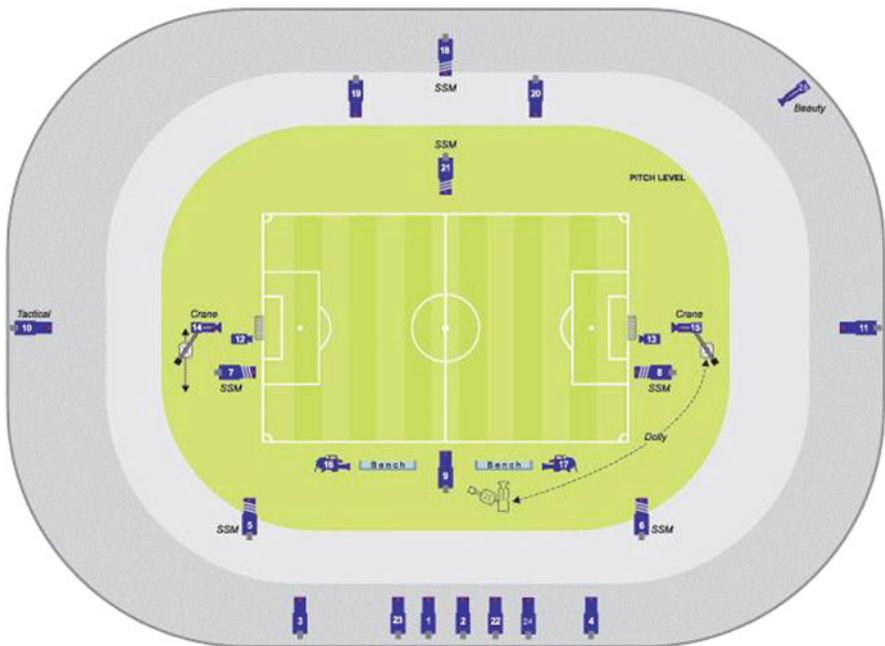 18
SSM
19
20
25
Beauty
SSM
21
PITCH LEVEL
Tactical
10
Crane
14
12
Crane
15
13
11
7
SSM
8
SSM
Dolly
16
Bench
9
Bench
17
SSM
5
6
SSM
3
23
1
2
22
24
4